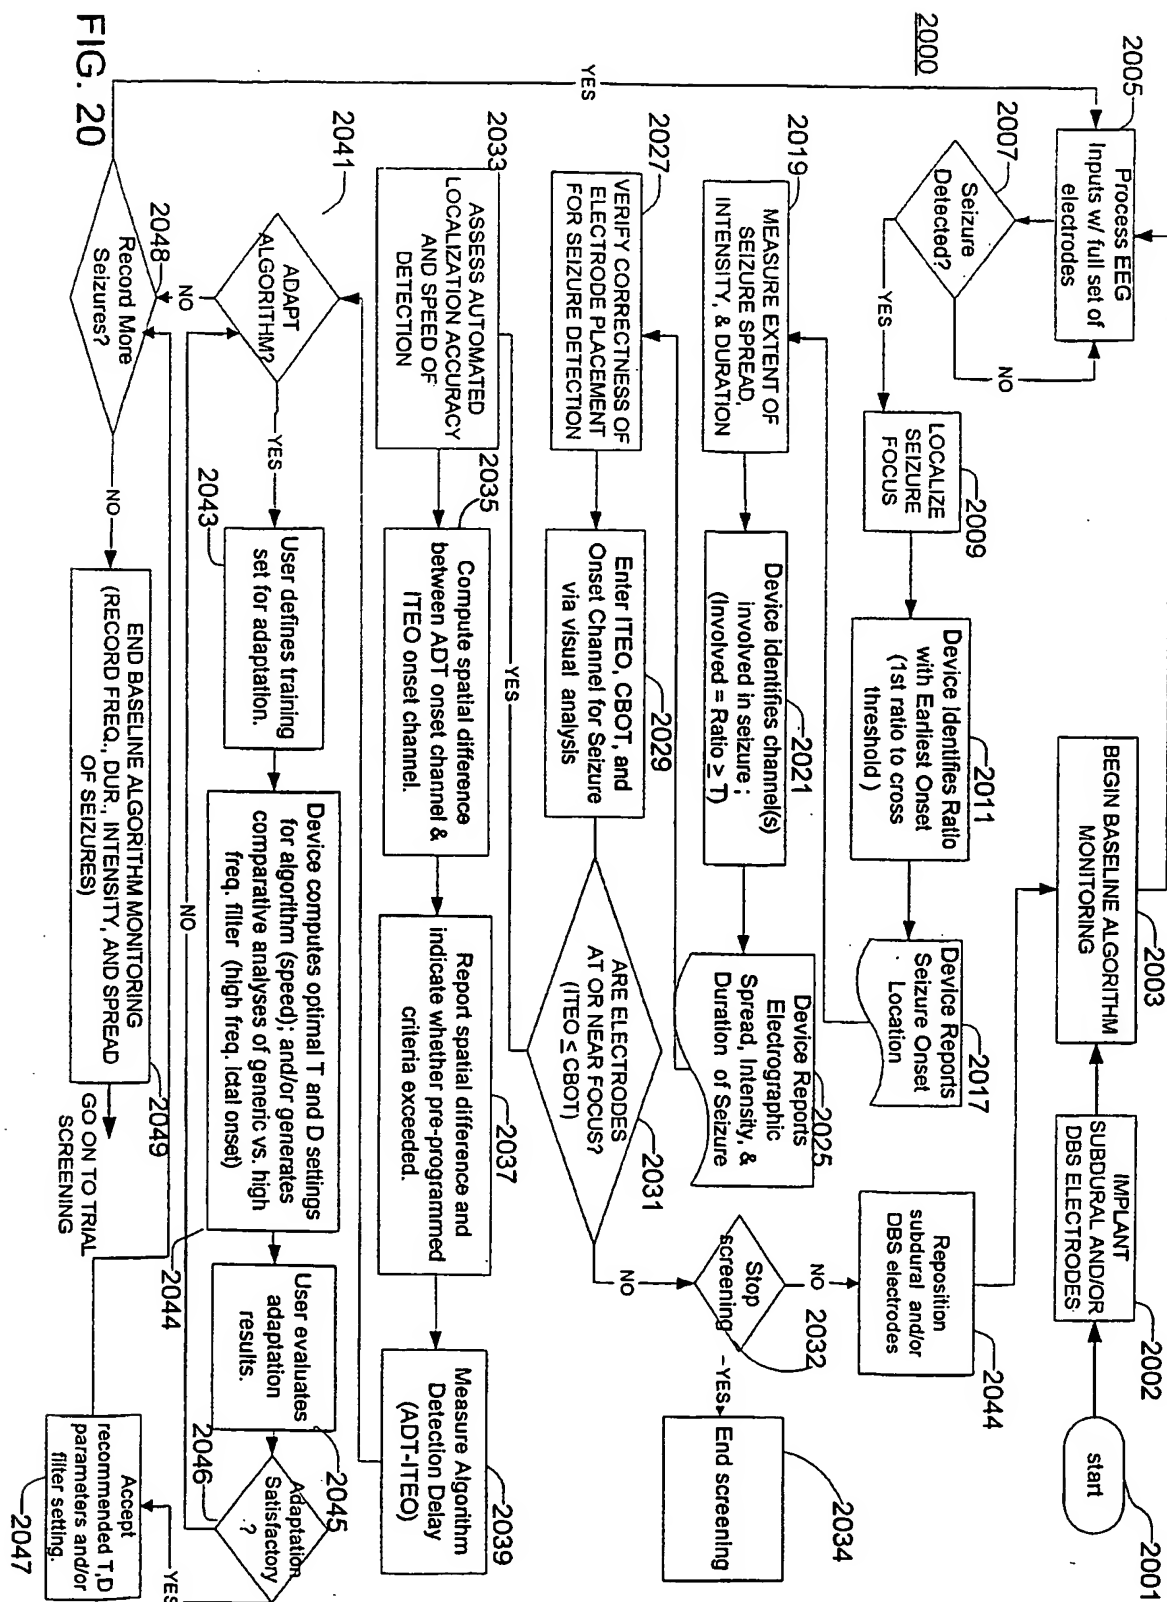 2000
start
2001
IMPLANT
SUBDURAL AND/OR
DBS ELECTRODES
2002
BEGIN BASELINE ALGORITHM
MONITORING
2003
2005
Process EEG
Inputs w/ full set of
electrodes
2007
Seizure
Detected?
NO
YES
LOCALIZE
SEIZURE
FOCUS
2009
Device Identifies Ratio
with Earliest Onset
(1st ratio to cross
threshold )
2011
Device Reports
Seizure Onset
Location
2017
2019
MEASURE EXTENT OF
SEIZURE SPREAD,
INTENSITY, & DURATION
Device identifies channel(s)
involved in seizure ;
(Involved = Ratio ≥ T)
2021
Device Reports
Electrographic
Spread, Intensity, &
Duration of Seizure
2025
2027
VERIFY CORRECTNESS OF
ELECTRODE PLACEMENT
FOR SEIZURE DETECTION
Enter ITEO, CBOT, and
Onset Channel for Seizure
via visual analysis
2029
ARE ELECTRODES
AT OR NEAR FOCUS?
(ITEO ≤ CBOT)
2031
NO
YES
Stop
screening
2032
NO
Reposition
subdural and/or
DBS electrodes
2044
YES
End screening
2034
2033
ASSESS AUTOMATED
LOCALIZATION ACCURACY
AND SPEED OF
DETECTION
2035
Compute spatial difference
between ADT onset channel &
ITEO onset channel.
Report spatial difference and
indicate whether pre-programmed
criteria exceeded.
2037
Measure Algorithm
Detection Delay
(ADT-ITEO)
2039
2041
ADAPT
ALGORITHM?
YES
NO
User defines training
set for adaptation.
2043
Device computes optimal T and D settings
for algorithm (speed); and/or generates
comparative analyses of generic vs. high
freq. filter (high freq. ictal onset)
2044
User evaluates
adaptation
results.
2045
Adaptation
Satisfactory
?
2046
NO
YES
Accept
recommended T,D
parameters and/or
filter setting.
2047
2048
Record More
Seizures?
YES
NO
END BASELINE ALGORITHM MONITORING
(RECORD FREQ., DUR., INTENSITY, AND SPREAD
OF SEIZURES)
2049
GO ON TO TRIAL
SCREENING
FIG. 20